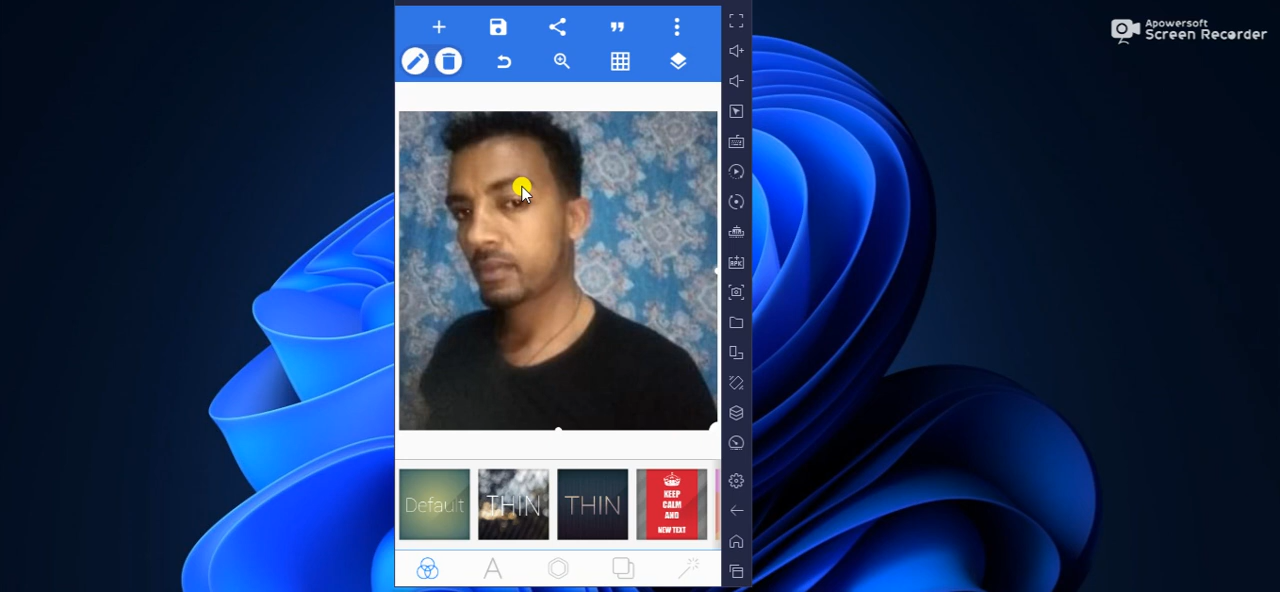 Apowersoft
Screen Recorder
Default
THIN
THIN
KEEP
CALM
AND
NEW TEXT